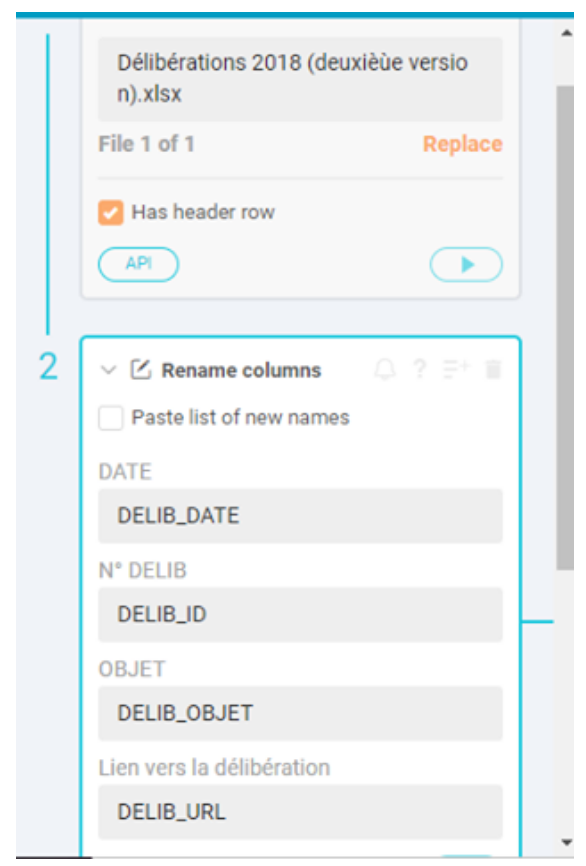 Délibérations 2018 (deuxièùe versio
n).xlsx
File 1 of 1 Replace
Has header row
API
2 Rename columns ?
Paste list of new names
DATE
DELIB_DATE
N° DELIB
DELIB_ID
OBJET
DELIB_OBJET
Lien vers la délibération
DELIB_URL